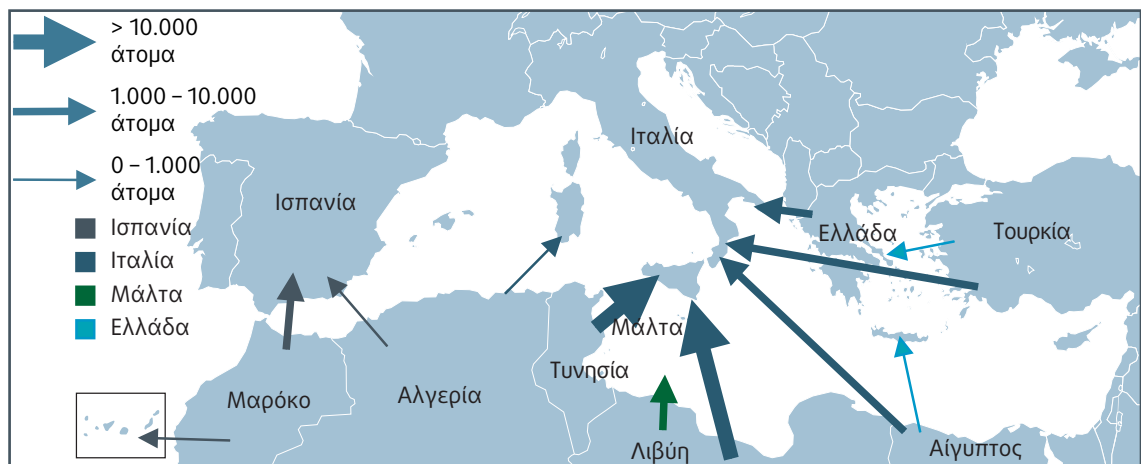 > 10.000
άτομα
1.000 – 10.000
άτομα
0 – 1.000
άτομα
Ισπανία
Ιταλία
Μάλτα
Ελλάδα
Ιταλία
Ισπανία
Ελλάδα
Τουρκία
Μάλτα
Τυνησία
Μαρόκο
Αλγερία
Λιβύη
Αίγυπτος